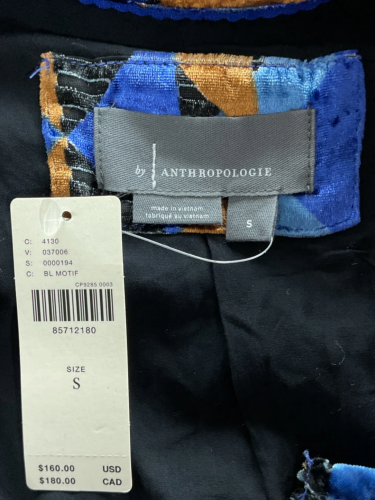 by ANTHROPOLOGIE
made in vietnam
fabriqué au vietnam
S
C: 4130
V: 037006
S: 0000194
C: BL MOTIF
CP9285 0003
85712180
SIZE
S
$160.00 USD
$180.00 CAD